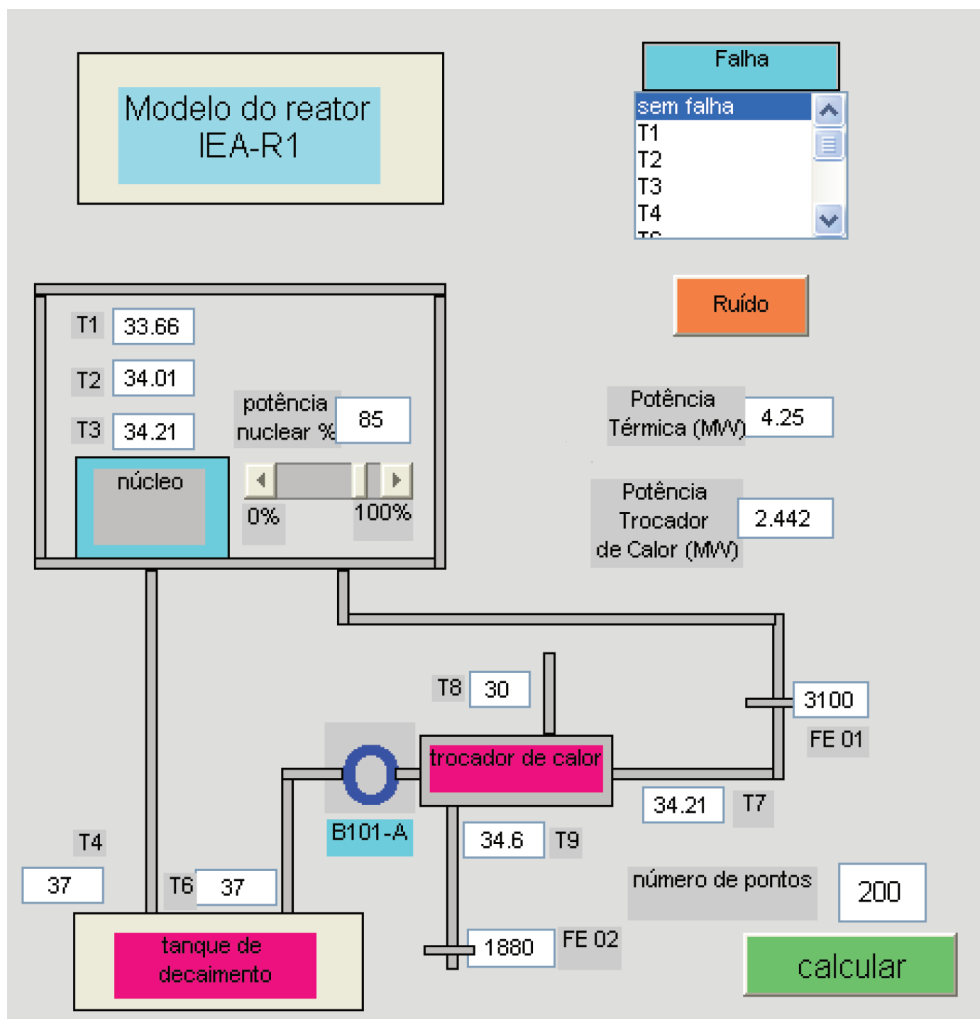 Modelo do reator
IEA-R1
Falha
sem falha
T1
T2
T3
T4
Ruído
T1 33.66
T2 34.01
T3 34.21
potência
nuclear % 85
núcleo
0% 100%
Potência
Térmica (MW) 4.25
Potência
Trocador
de Calor (MW) 2.442
T8 30
3100
FE 01
trocador de calor
B101-A
34.21 T7
34.6 T9
T4
37
T6 37
número de pontos 200
1880 FE 02
tanque de
decaimento
calcular